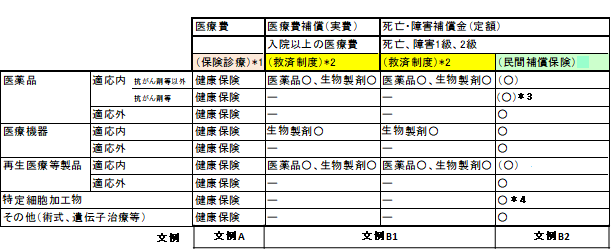 医療費 医療費補償(実費) 死亡・障害補償金(定額)
入院以上の医療費 死亡、障害1級、2級
(保険診療)*1 (救済制度)*2 (救済制度)*2 (民間補償保険)
医薬品 適応内 抗がん剤等以外 健康保険 医薬品〇、生物製剤〇 医薬品〇、生物製剤〇 (〇)
抗がん剤等 健康保険 ― ― (〇)*3
適応外 健康保険 ― ― 〇
医療機器 適応内 健康保険 生物製剤〇 生物製剤〇 〇
適応外 健康保険 ― ― 〇
再生医療等製品 適応内 健康保険 医薬品〇、生物製剤〇 医薬品〇、生物製剤〇 (〇)
適応外 健康保険 ― ― 〇
特定細胞加工物 健康保険 ― ― 〇*4
その他(術式、遺伝子治療等) 健康保険 ― ― 〇
文例 文例A 文例B1 文例B2